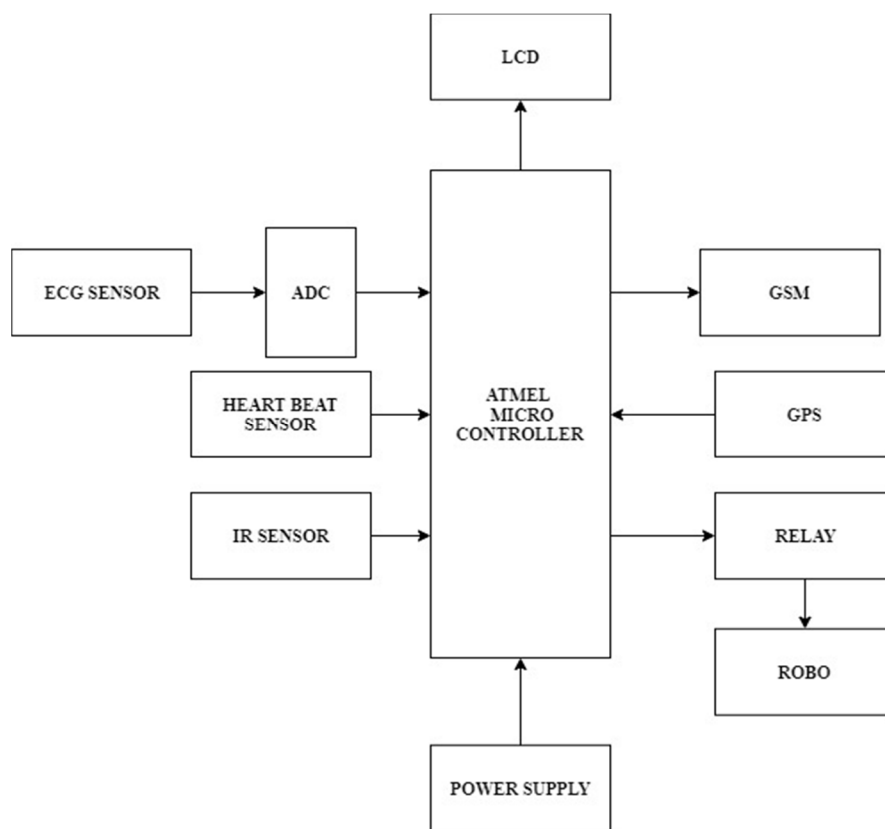 LCD
ECG SENSOR
ADC
GSM
HEART BEAT
SENSOR
ATMEL
MICRO
CONTROLLER
GPS
IR SENSOR
RELAY
ROBO
POWER SUPPLY